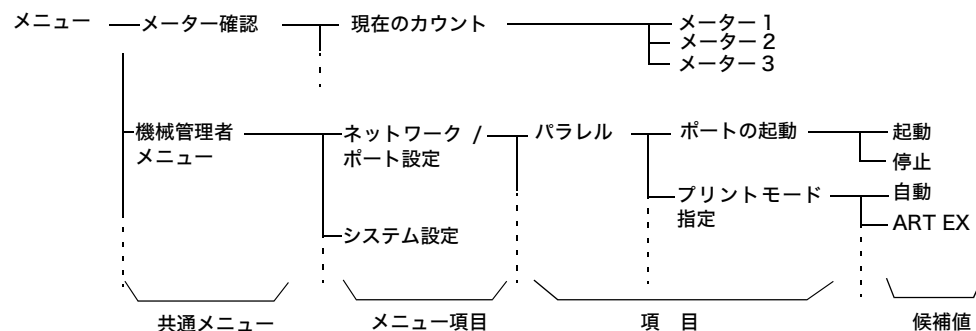 メニュー メーター確認 現在のカウント メーター 1
メーター 2
メーター 3
機械管理者 ネットワーク / パラレル ポートの起動 起動
メニュー ポート設定 停止
プリントモード 自動
指定 ART EX
システム設定
共通メニュー メニュー項目 項 目 候補値